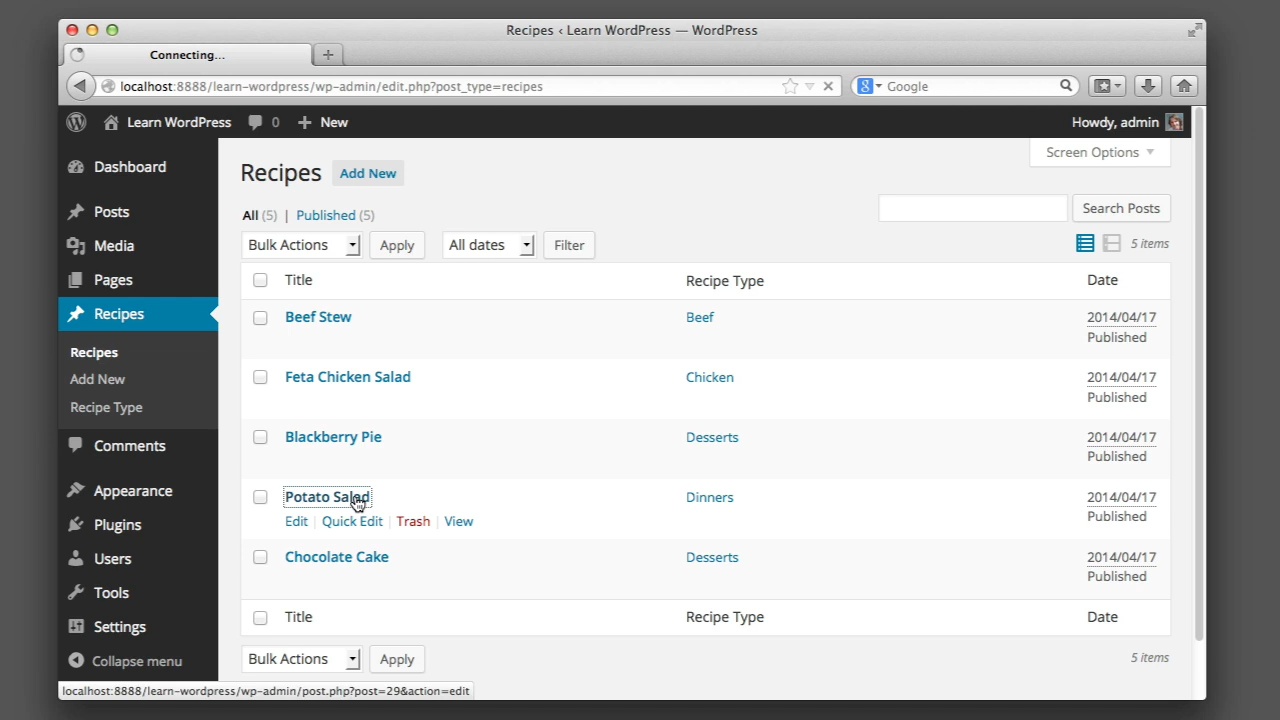 Recipes ‹ Learn WordPress — WordPress
Connecting...
localhost:8888/learn-wordpress/wp-admin/edit.php?post_type=recipes
Google
Learn WordPress 0 + New
Howdy, admin
Dashboard
Posts
Media
Pages
Recipes
Recipes
Add New
Recipe Type
Comments
Appearance
Plugins
Users
Tools
Settings
Collapse menu
Screen Options
Recipes Add New
All (5) | Published (5)
Search Posts
Bulk Actions Apply All dates Filter
5 items
Title Recipe Type Date
Beef Stew Beef 2014/04/17
Published
Feta Chicken Salad Chicken 2014/04/17
Published
Blackberry Pie Desserts 2014/04/17
Published
Potato Salad Dinners 2014/04/17
Edit | Quick Edit | Trash | View Published
Chocolate Cake Desserts 2014/04/17
Published
Title Recipe Type Date
Bulk Actions Apply 5 items
localhost:8888/learn-wordpress/wp-admin/post.php?post=29&action=edit